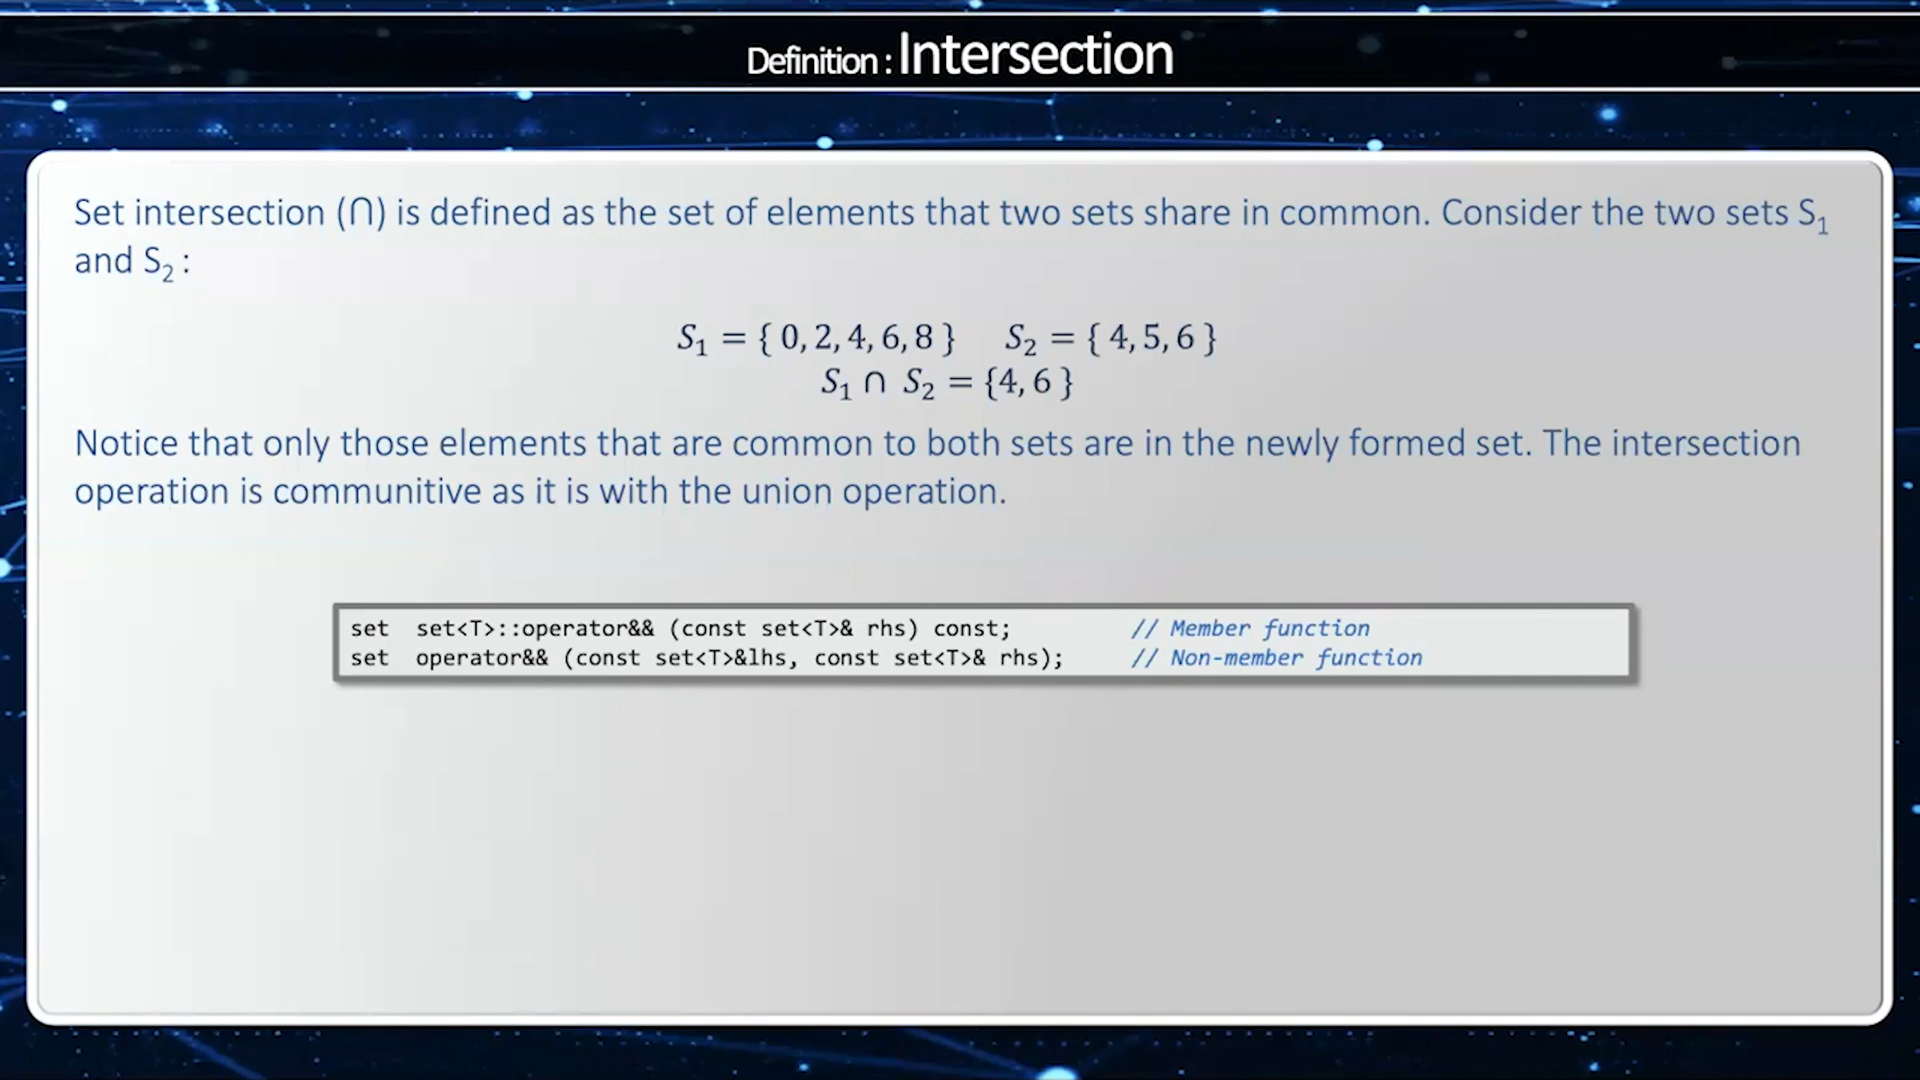 Definition : Intersection
Set intersection (∩) is defined as the set of elements that two sets share in common. Consider the two sets S₁
and S₂ :
S₁ = { 0, 2, 4, 6, 8 } S₂ = { 4, 5, 6 }
S₁ ∩ S₂ = {4, 6 }
Notice that only those elements that are common to both sets are in the newly formed set. The intersection
operation is communitive as it is with the union operation.
set set<T>::operator&& (const set<T>& rhs) const; // Member function
set operator&& (const set<T>&lhs, const set<T>& rhs); // Non-member function